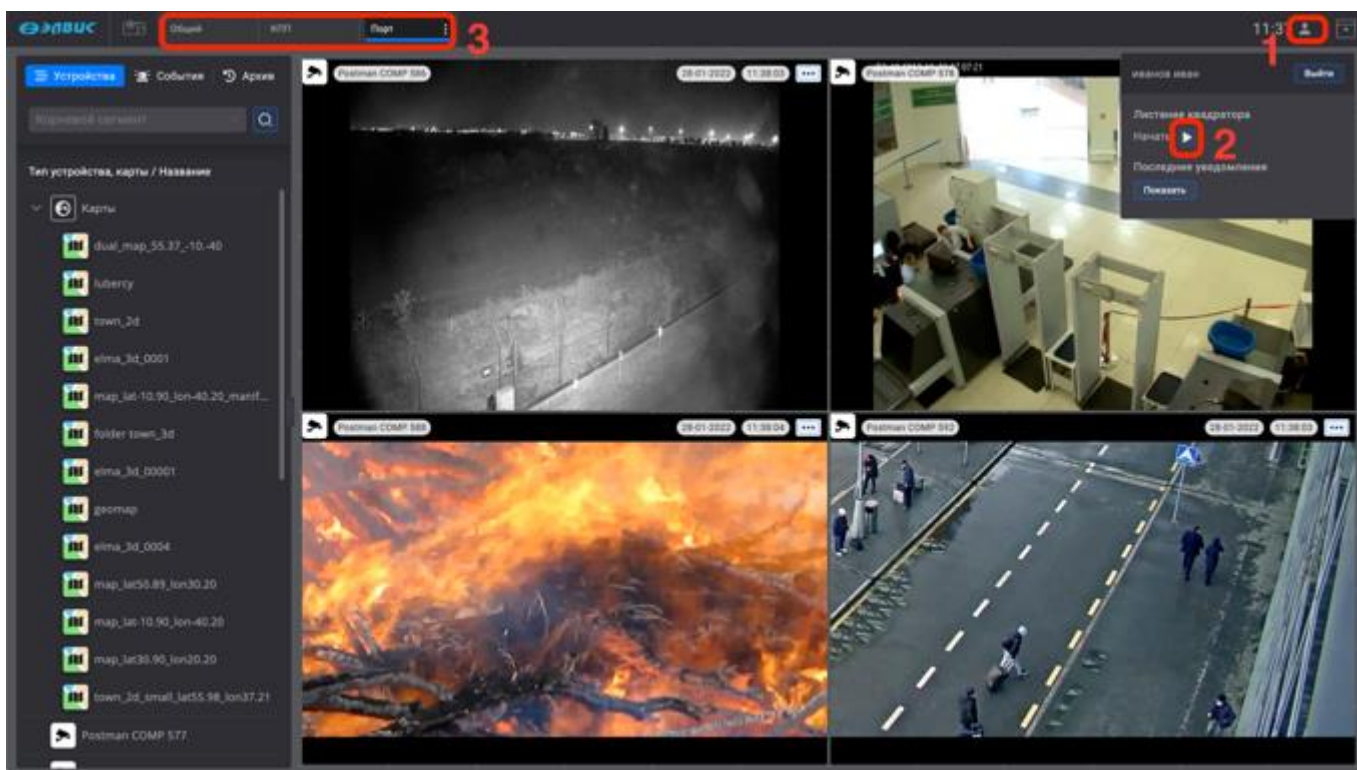 ЭЛВИС
Общий
КПП
Порт
3
11:37
1
Устройства
События
Архив
Корневой сегмент
Тип устройства, карты / Название
Карты
dual_map_55.37_-10.-40
lubercy
town_2d
elma_3d_0001
map_lat-10.90_lon-40.20_manif...
folder town_3d
elma_3d_00001
geomap
elma_3d_0004
map_lat50.89_lon30.20
map_lat-10.90_lon-40.20
map_lat30.90_lon20.20
town_2d_small_lat55.98_lon37.21
Postman COMP 577
Postman COMP 586
28-01-2022
11:38:03
Postman COMP 578
иванов иван
Выйти
Листание квадратора
Начать
2
Последние уведомления
Показать
Postman COMP 588
28-01-2022
11:38:04
Postman COMP 592
28-01-2022
11:38:03